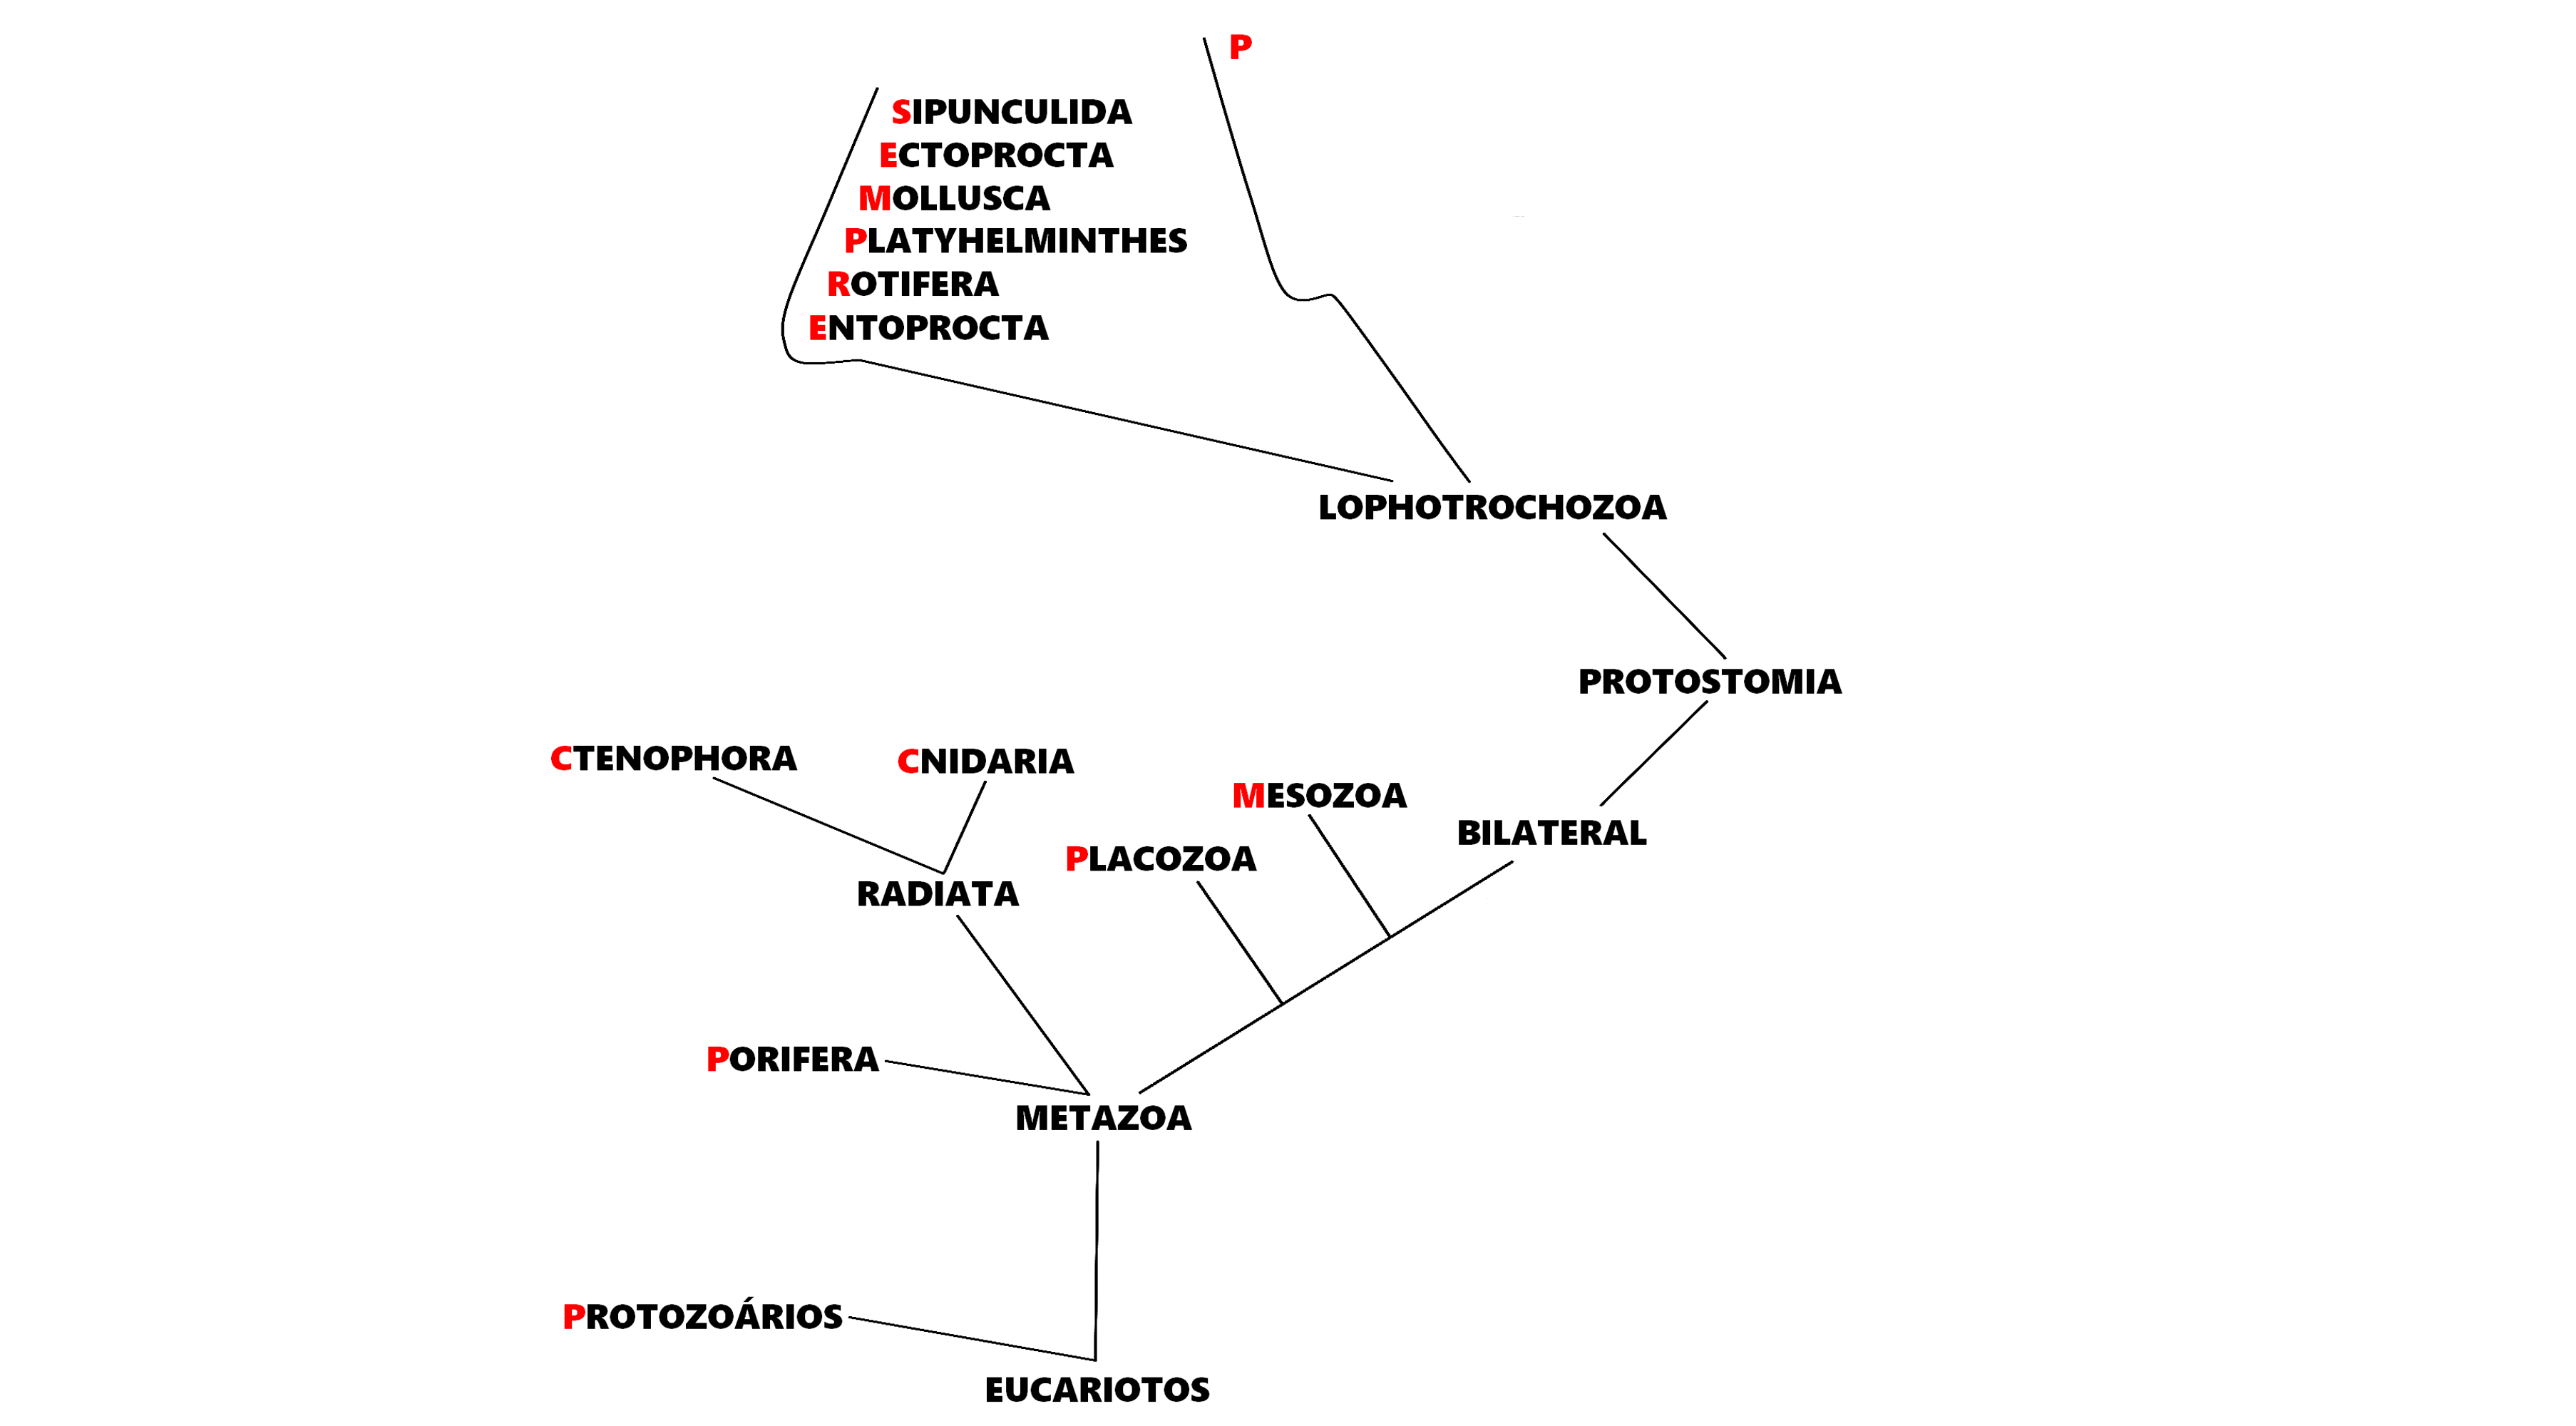 P
SIPUNCULIDA
ECTOPROCTA
MOLLUSCA
PLATYHELMINTHES
ROTIFERA
ENTOPROCTA
LOPHOTROCHOZOA
PROTOSTOMIA
CTENOPHORA
CNIDARIA
MESOZOA
BILATERAL
PLACOZOA
RADIATA
PORIFERA
METAZOA
PROTOZOÁRIOS
EUCARIOTOS